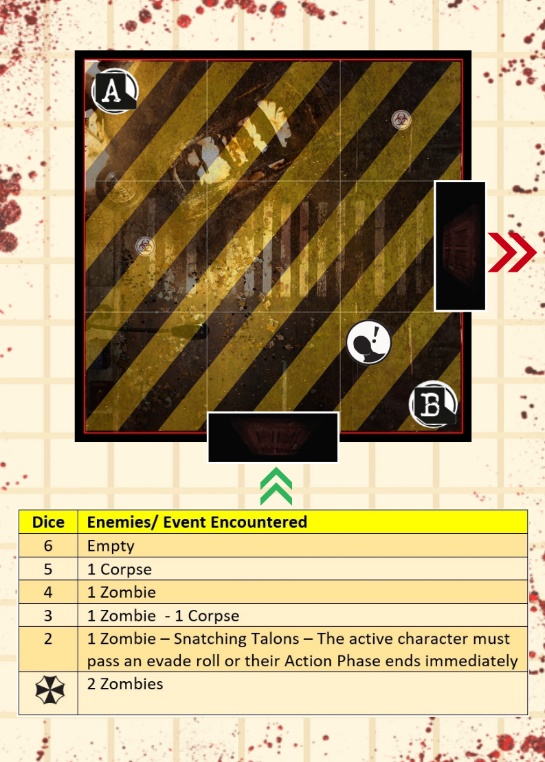 A
!
B
Dice Enemies/ Event Encountered
6 Empty
5 1 Corpse
4 1 Zombie
3 1 Zombie - 1 Corpse
2 1 Zombie – Snatching Talons – The active character must
pass an evade roll or their Action Phase ends immediately
2 Zombies